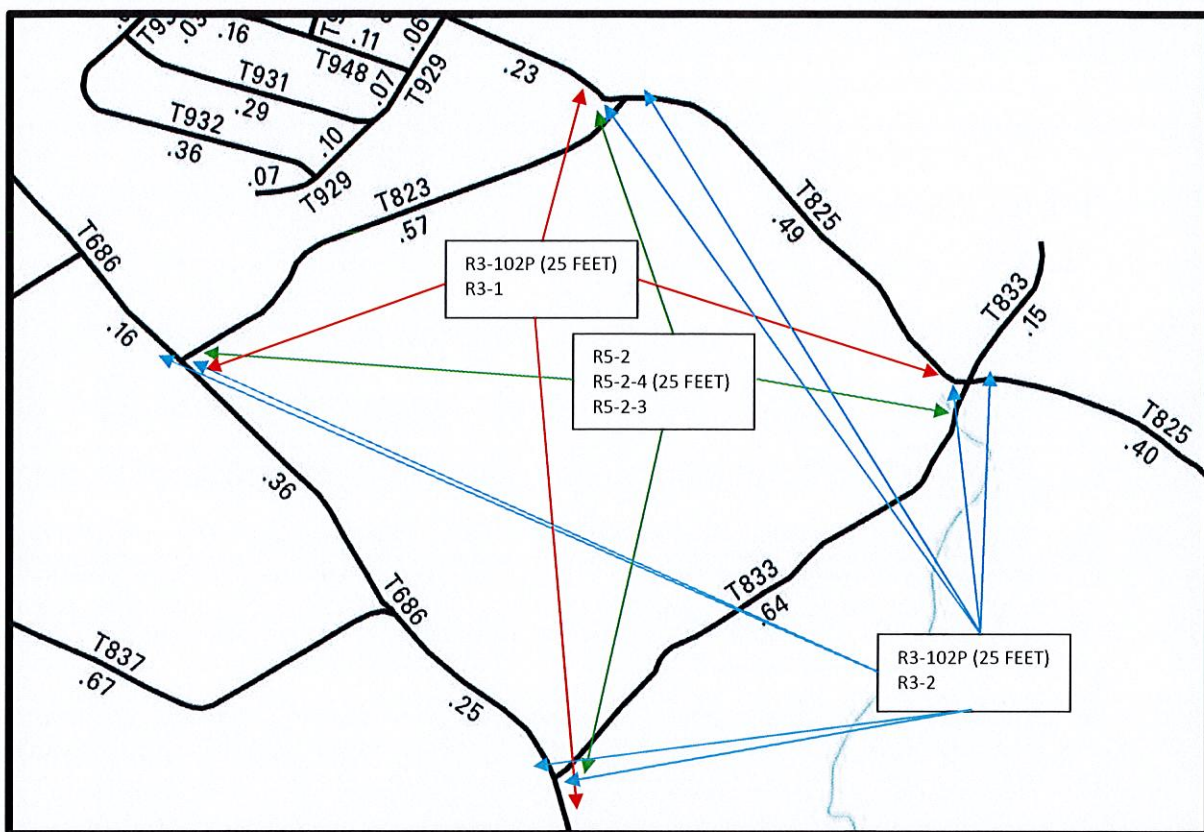 .03
.16
.11
.06
T948
T929
.07
T931
.29
T932
.36
.10
.07
T929
.23
T823
.57
T825
.49
T686
.16
R3-102P (25 FEET)
R3-1
T833
.15
R5-2
R5-2-4 (25 FEET)
R5-2-3
T825
.40
.36
T833
.64
T686
T837
.67
.25
R3-102P (25 FEET)
R3-2